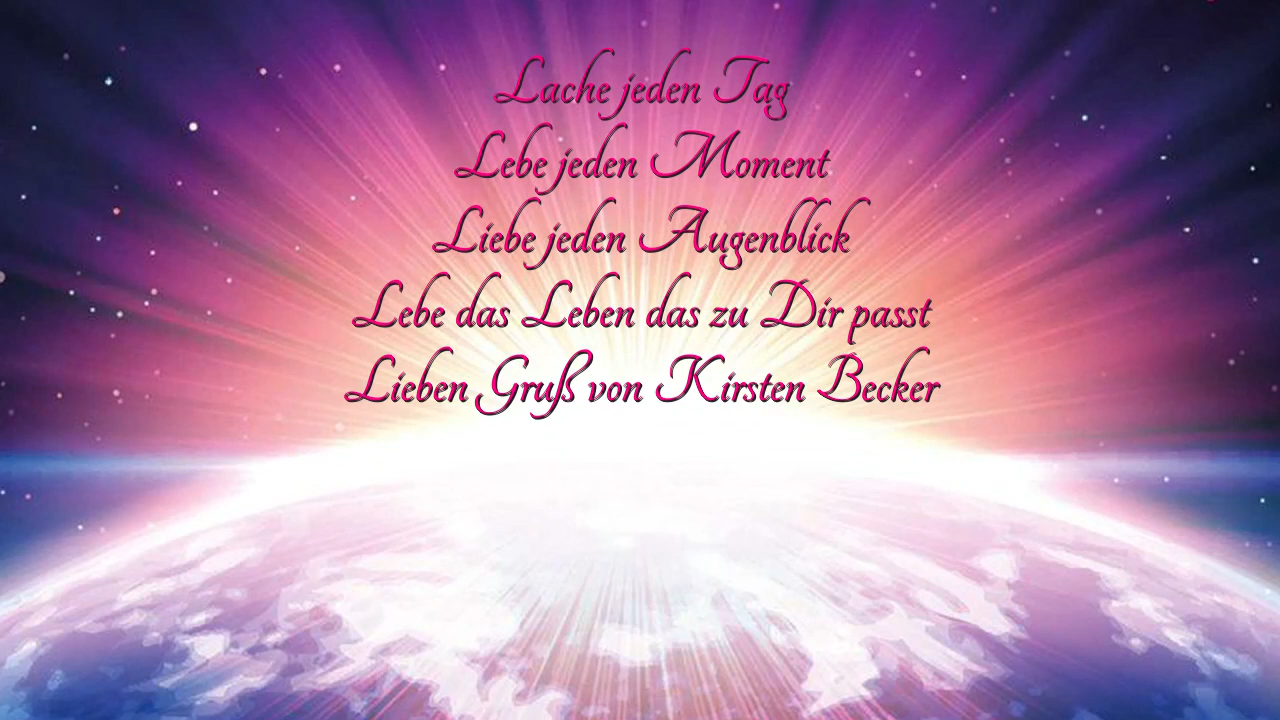 Lache jeden Tag
Lebe jeden Moment
Liebe jeden Augenblick
Lebe das Leben das zu Dir passt
Lieben Gruß von Kirsten Becker